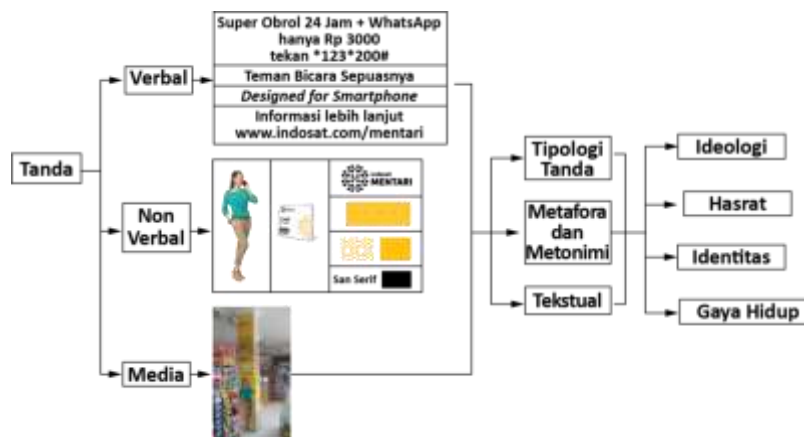 Super Obrol 24 Jam + WhatsApp
hanya Rp 3000
tekan *123*200#
Teman Bicara Sepuasnya
Designed for Smartphone
Informasi lebih lanjut
www.indosat.com/mentari
Verbal
Tanda
Non
Verbal
indosat
MENTARI
San Serif
Media
Tipologi
Tanda
Metafora
dan
Metonimi
Tekstual
Ideologi
Hasrat
Identitas
Gaya Hidup